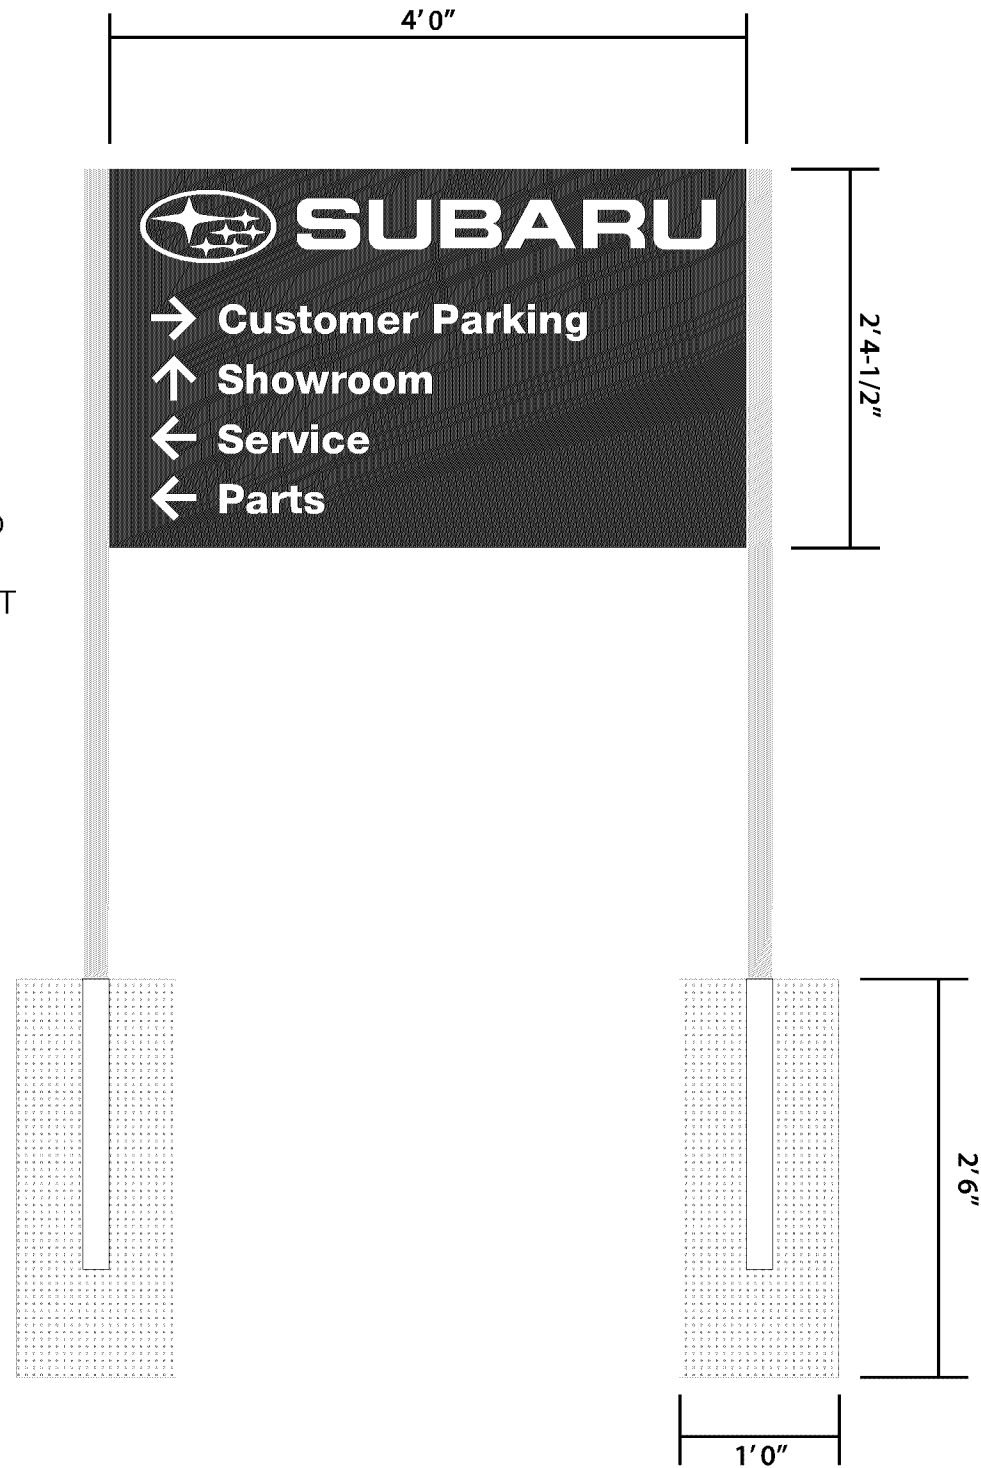 4’ 0”
SUBARU
→ Customer Parking
↑ Showroom
← Service
← Parts
2’ 4-1/2”
T
2’ 6”
1’ 0”